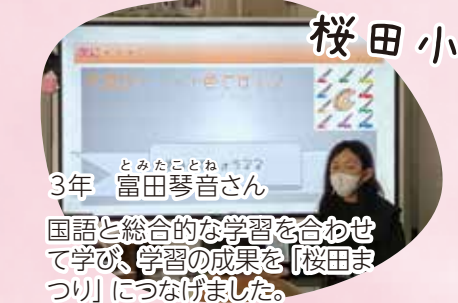 桜田小
次に
とみたことね
3年 富田琴音さん
国語と総合的な学習を合わせ
て学び、学習の成果を「桜田ま
つり」につなげました。